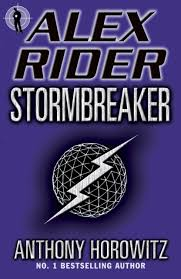 ALEX
RIDER
STORMBREAKER
ANTHONY HOROWITZ
NO. 1 BESTSELLING AUTHOR